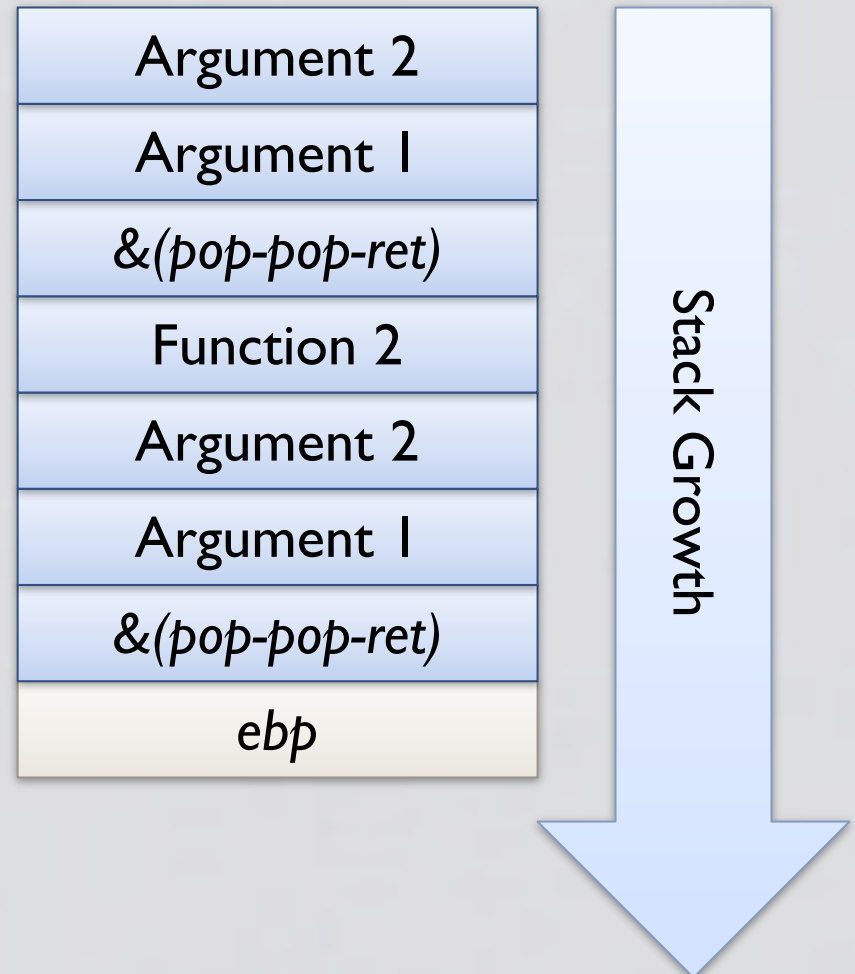 Argument 2
Argument 1
&(pop-pop-ret)
Function 2
Argument 2
Argument 1
&(pop-pop-ret)
ebp
Stack Growth